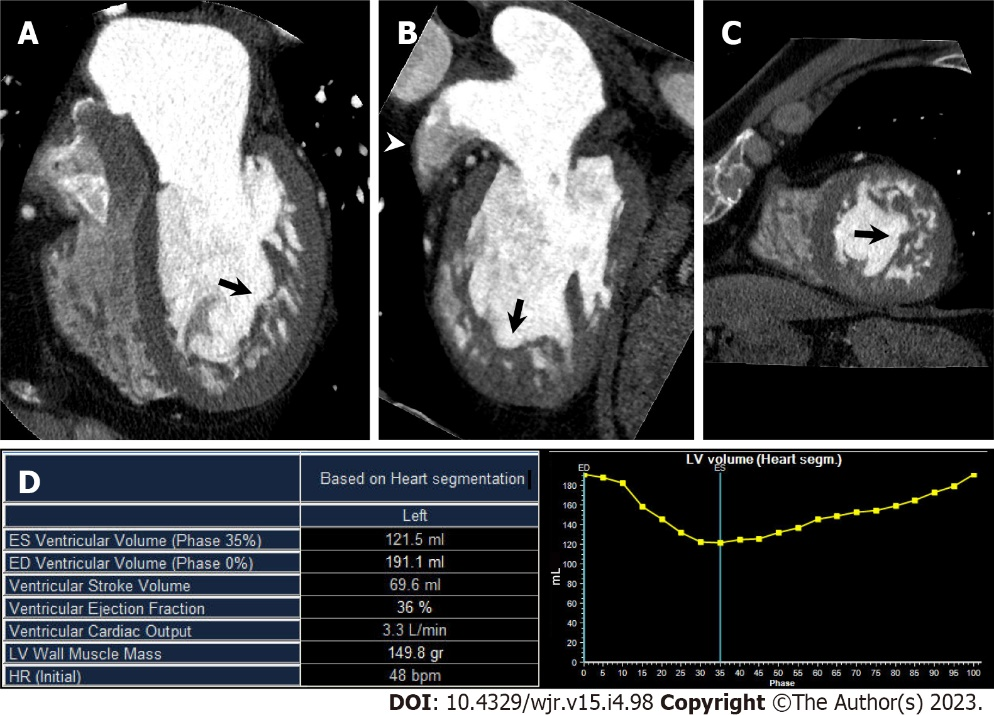 A
B
C
D
Based on Heart segmentation
Left
ES Ventricular Volume (Phase 35%) 121.5 ml
ED Ventricular Volume (Phase 0%) 191.1 ml
Ventricular Stroke Volume 69.6 ml
Ventricular Ejection Fraction 36 %
Ventricular Cardiac Output 3.3 L/min
LV Wall Muscle Mass 149.8 gr
HR (Initial) 48 bpm
LV volume (Heart segm.)
ED ES
180
160
140
120
100
80
60
40
20
0
mL
0 5 10 15 20 25 30 35 40 45 50 55 60 65 70 75 80 85 90 95 100
Phase
DOI: 10.4329/wjr.v15.i4.98 Copyright ©The Author(s) 2023.